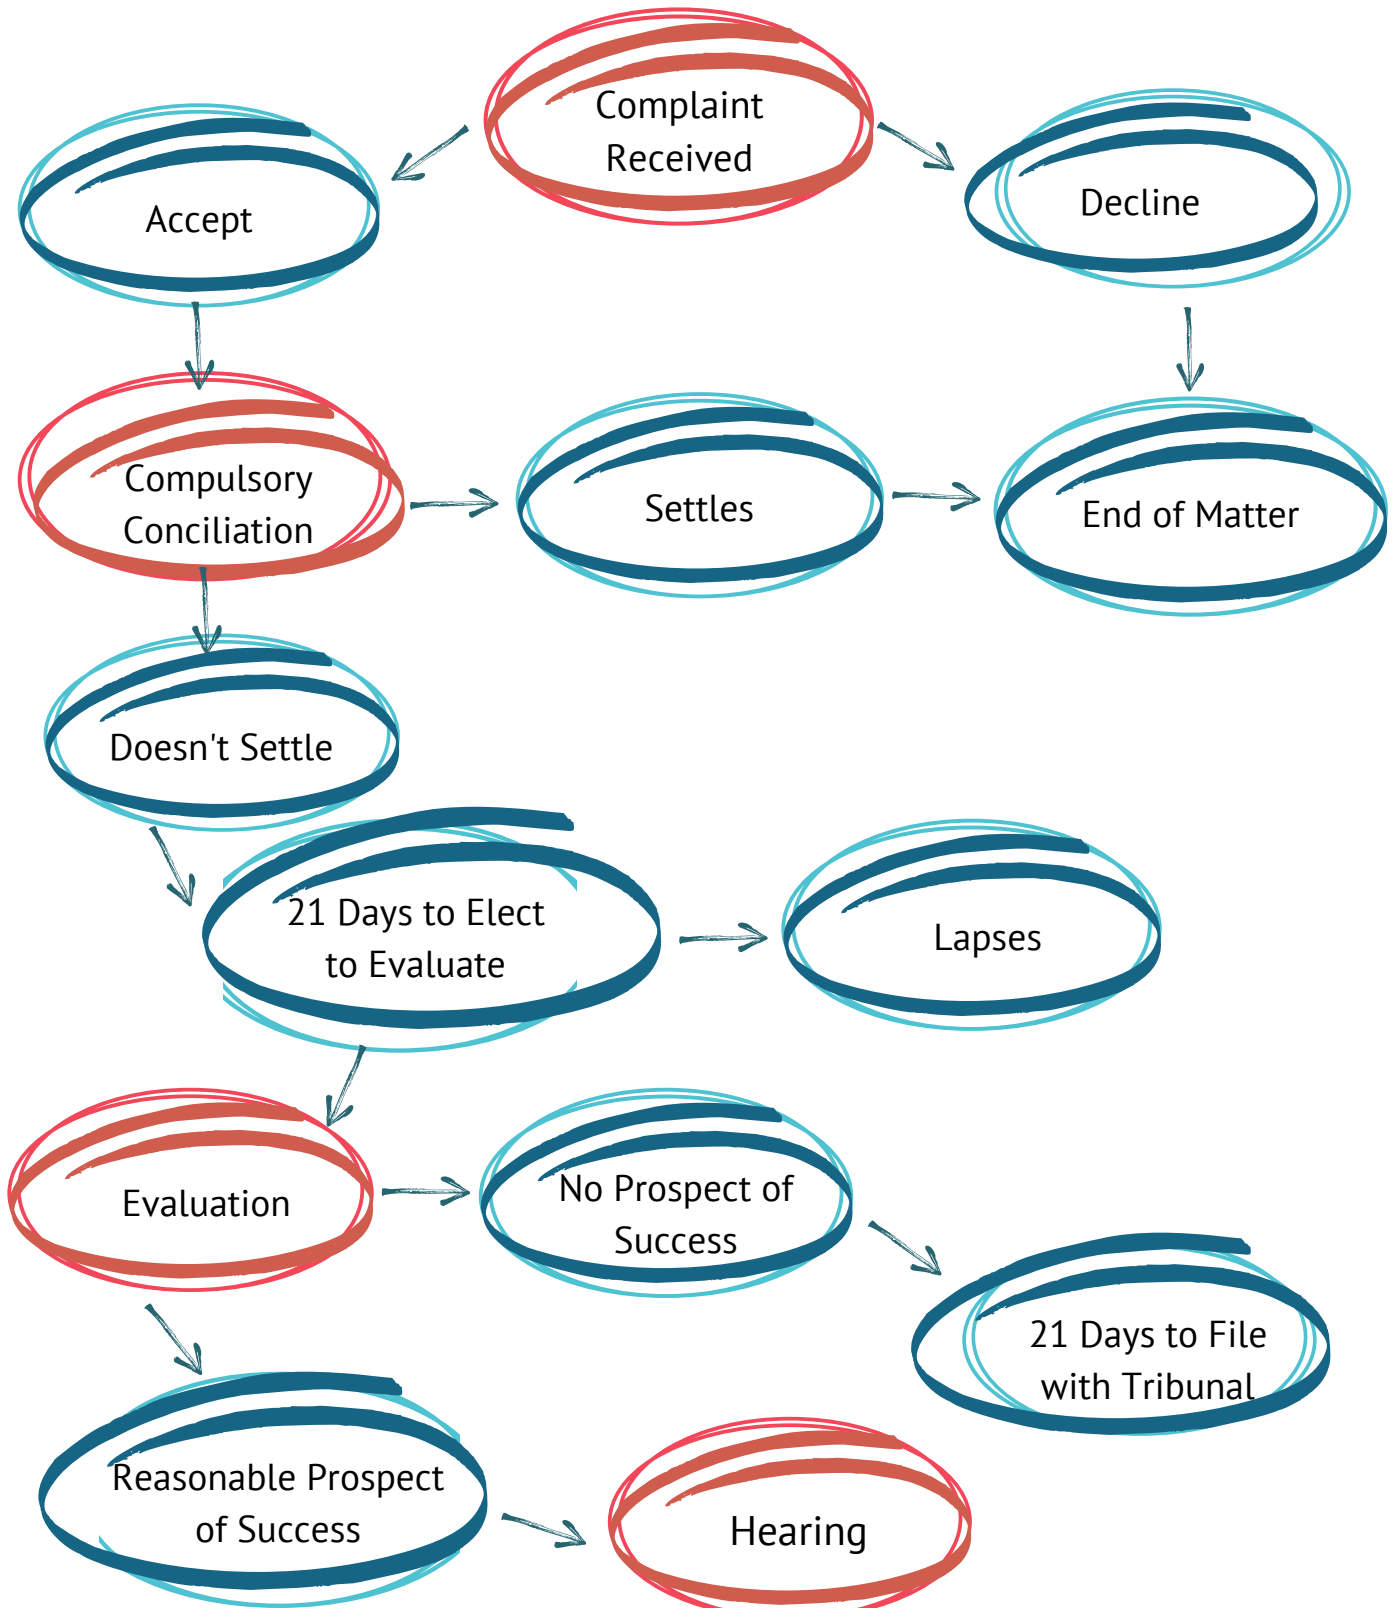 Complaint
Received
Accept
Decline
Compulsory
Conciliation
Settles
End of Matter
Doesn't Settle
21 Days to Elect
to Evaluate
Lapses
Evaluation
No Prospect of
Success
21 Days to File
with Tribunal
Reasonable Prospect
of Success
Hearing